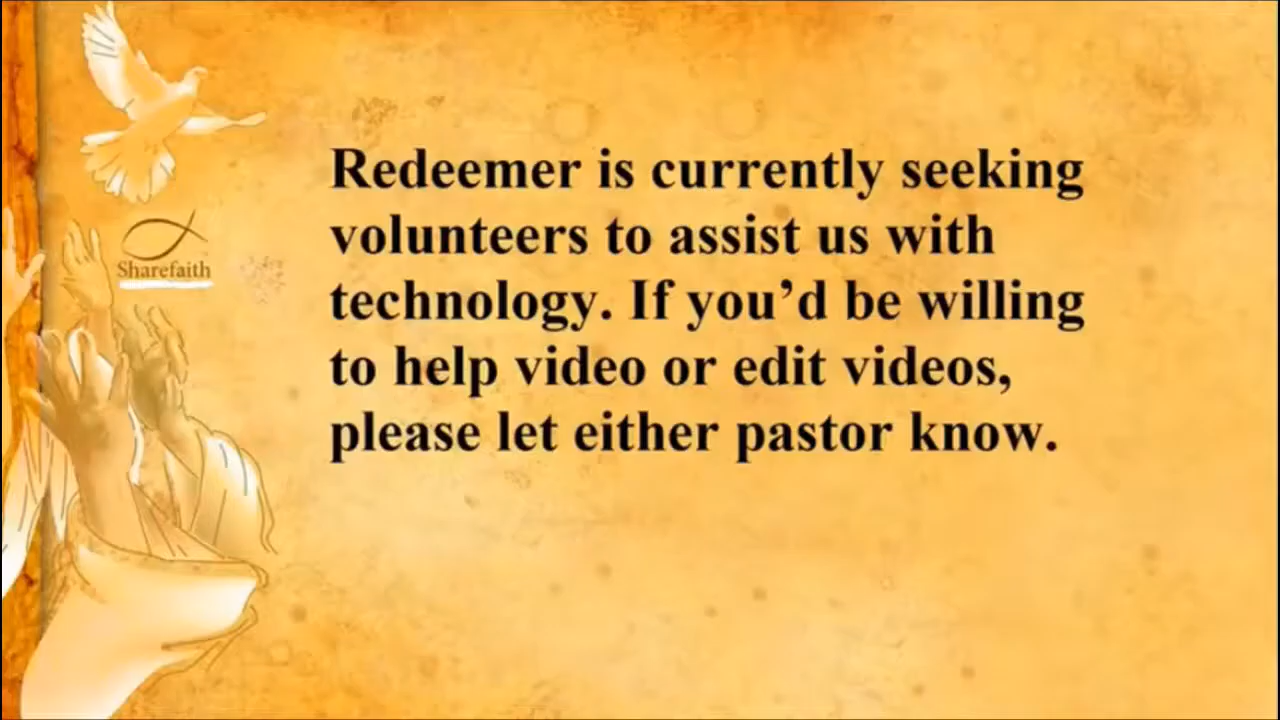 Redeemer is currently seeking
volunteers to assist us with
technology. If you’d be willing
to help video or edit videos,
please let either pastor know.
Sharefaith